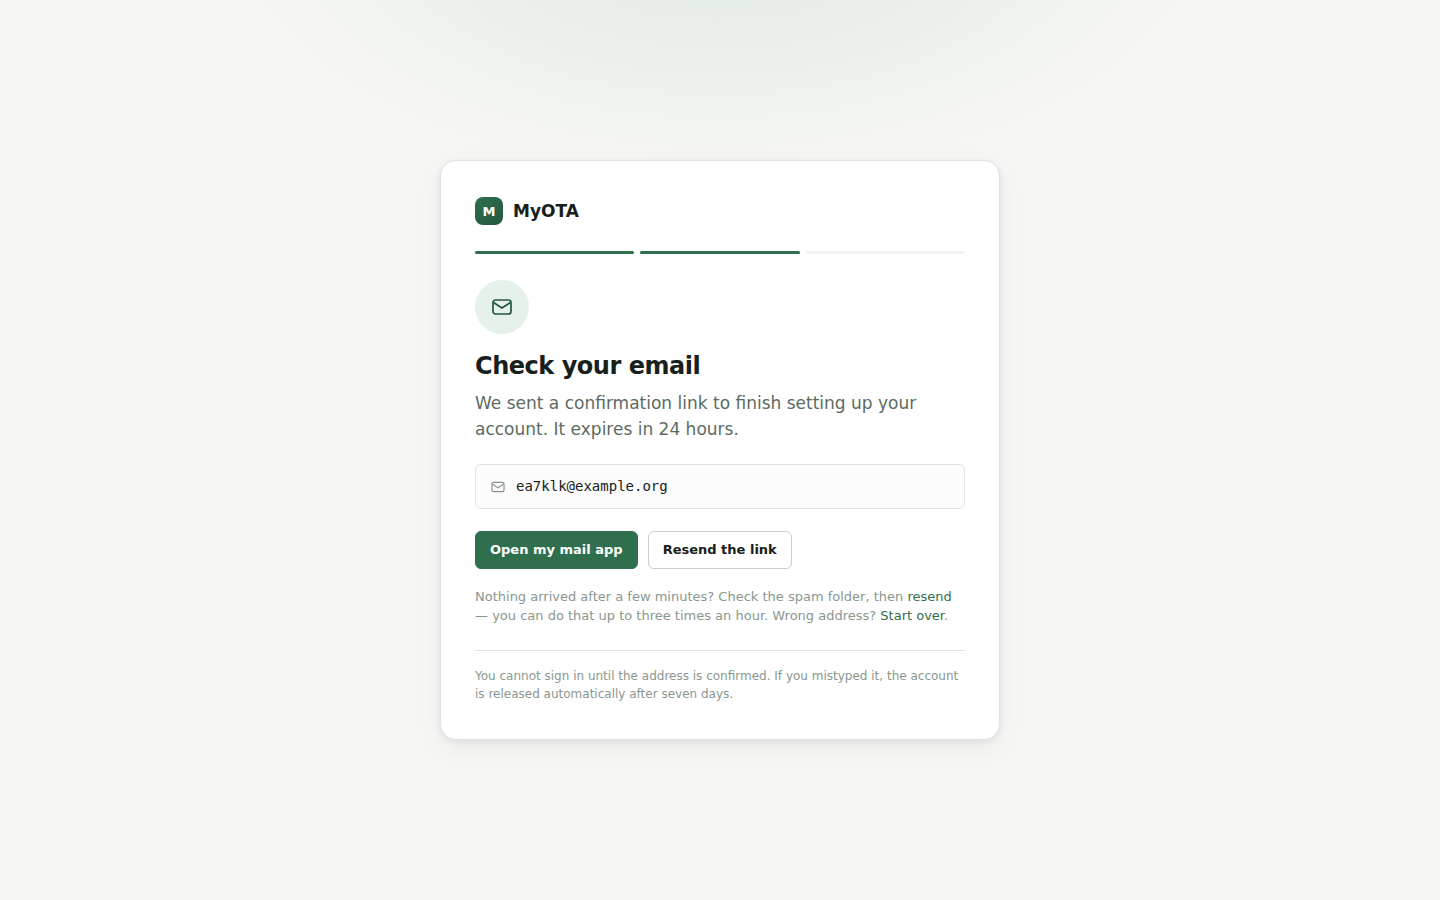 M MyOTA
Check your email
We sent a confirmation link to finish setting up your
account. It expires in 24 hours.
ea7klk@example.org
Open my mail app Resend the link
Nothing arrived after a few minutes? Check the spam folder, then resend
— you can do that up to three times an hour. Wrong address? Start over.
You cannot sign in until the address is confirmed. If you mistyped it, the account
is released automatically after seven days.